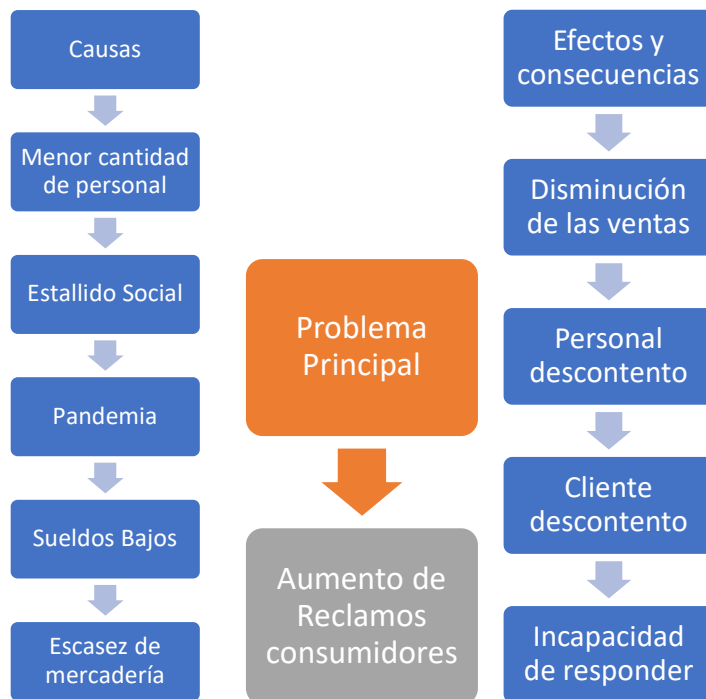 Causas
Menor cantidad
de personal
Estallido Social
Pandemia
Sueldos Bajos
Escasez de
mercadería
Problema
Principal
Aumento de
Reclamos
consumidores
Efectos y
consecuencias
Disminución
de las ventas
Personal
descontento
Cliente
descontento
Incapacidad
de responder